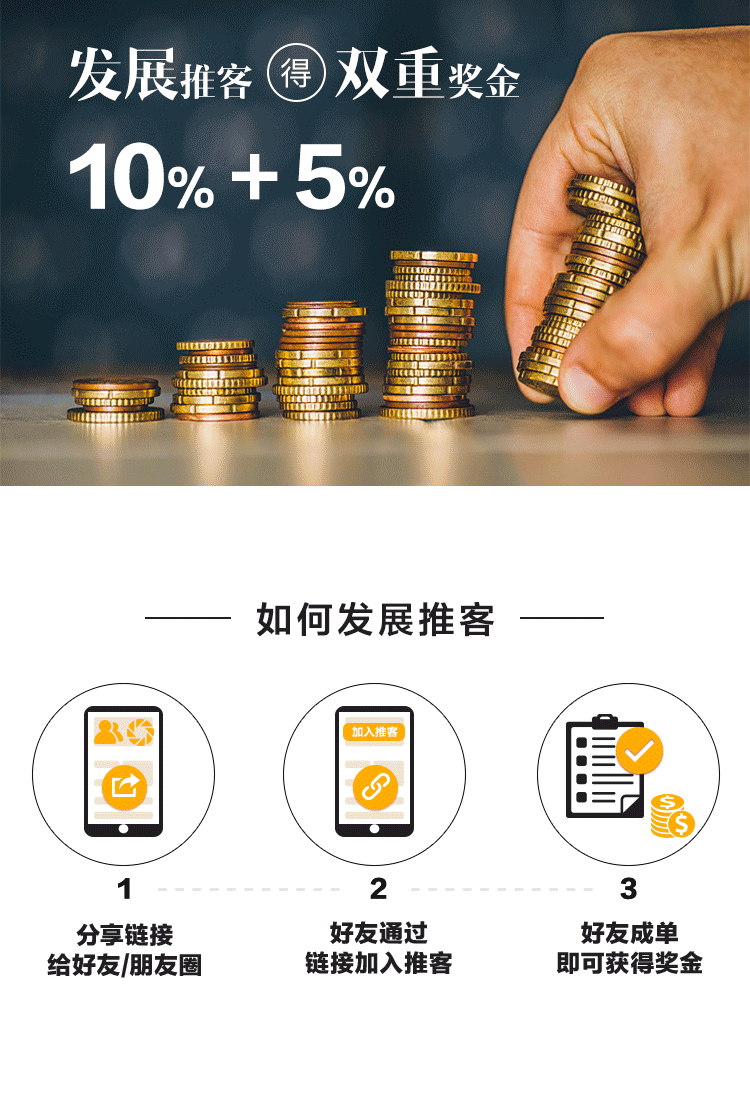 发展推客 得 双重奖金
10% + 5%
如何发展推客
加入推客
1
2
3
分享链接
给好友/朋友圈
好友通过
链接加入推客
好友成单
即可获得奖金